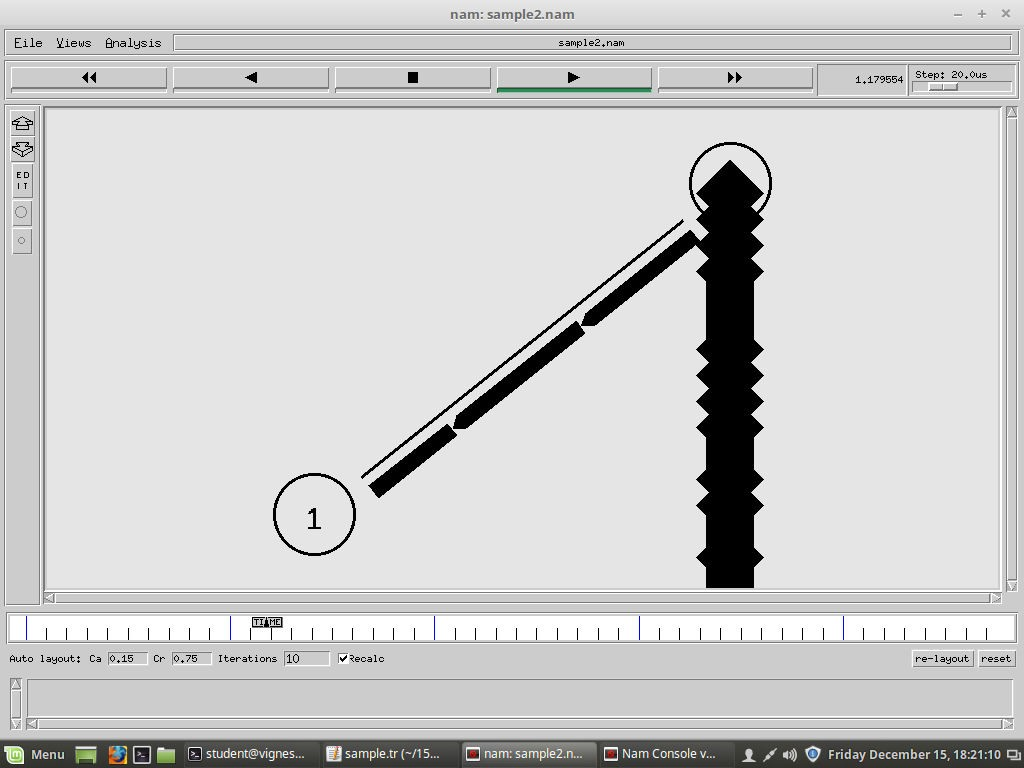 nam: sample2.nam
File Views Analysis sample2.nam
1.179554 Step: 20.0us
ED
IT
1
TIME
Auto layout: Ca 0.15 Cr 0.75 Iterations 10 Recalc re-layout reset
Menu student@vignes... sample.tr (~/15... nam: sample2.n... Nam Console v... Friday December 15, 18:21:10